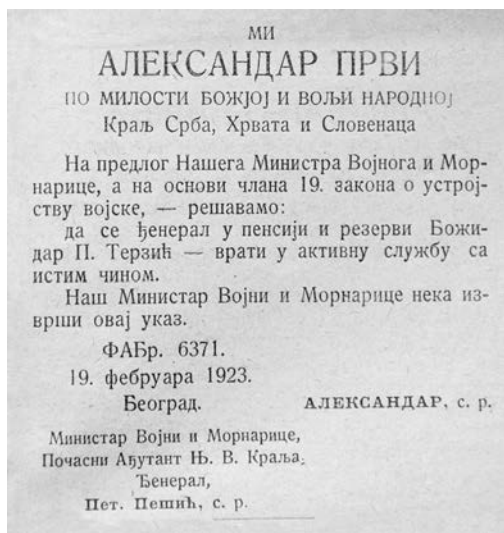 МИ
АЛЕКСАНДАР ПРВИ
ПО МИЛОСТИ БОЖЈОЈ И ВОЉИ НАРОДНОЈ
Краљ Срба, Хрвата и Словенаца
На предлог Нашега Министра Војнога и Мор-
нарице, а на основи члана 19. закона о устрој-
ству војске, — решавамо:
да се ђенерал у пензији и резерви Божи-
дар П. Терзић — врати у активну службу са
истим чином.
Наш Министар Војни и Морнарице нека из-
врши овај указ.
ФАБр. 6371.
19. фебруара 1923.
Београд. АЛЕКСАНДАР, с. р.
Министар Војни и Морнарице,
Почасни Ађутант Њ. В. Краља,
Ђенерал,
Пет. Пешић, с. р.